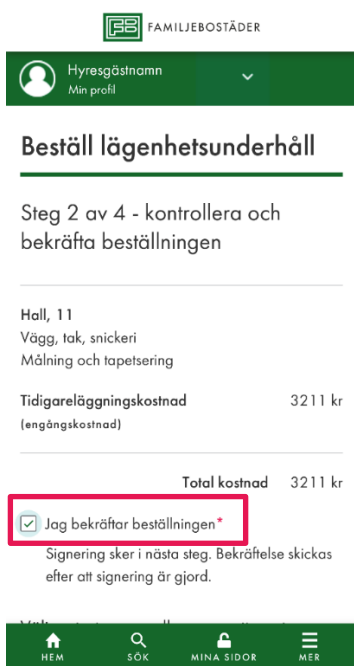 FAMILJEBOSTÄDER
Hyresgästnamn
Min profil
Beställ lägenhetsunderhåll
Steg 2 av 4 - kontrollera och
bekräfta beställningen
Hall, 11
Vägg, tak, snickeri
Målning och tapetsering
Tidigareläggningskostnad 3211 kr
(engångskostnad)
Total kostnad 3211 kr
Jag bekräftar beställningen*
Signering sker i nästa steg. Bekräftelse skickas
efter att signering är gjord.
HEM SÖK MINA SIDOR MER